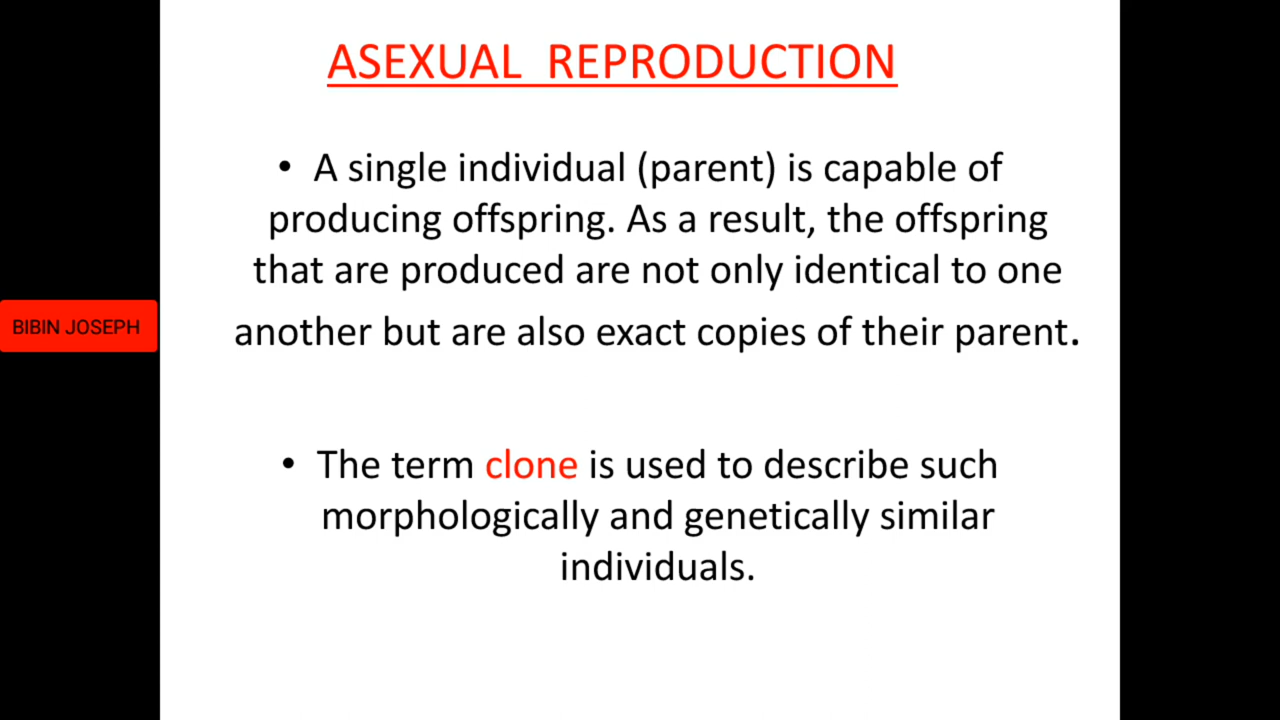 ASEXUAL REPRODUCTION
• A single individual (parent) is capable of
producing offspring. As a result, the offspring
that are produced are not only identical to one
another but are also exact copies of their parent.
BIBIN JOSEPH
• The term clone is used to describe such
morphologically and genetically similar
individuals.